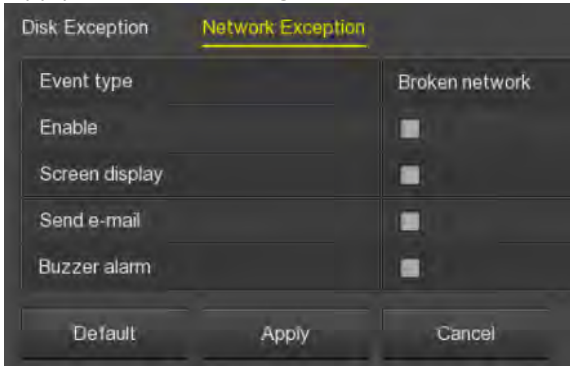 Disk Exception Network Exception
Event type Broken network
Enable
Screen display
Send e-mail
Buzzer alarm
Default Apply Cancel